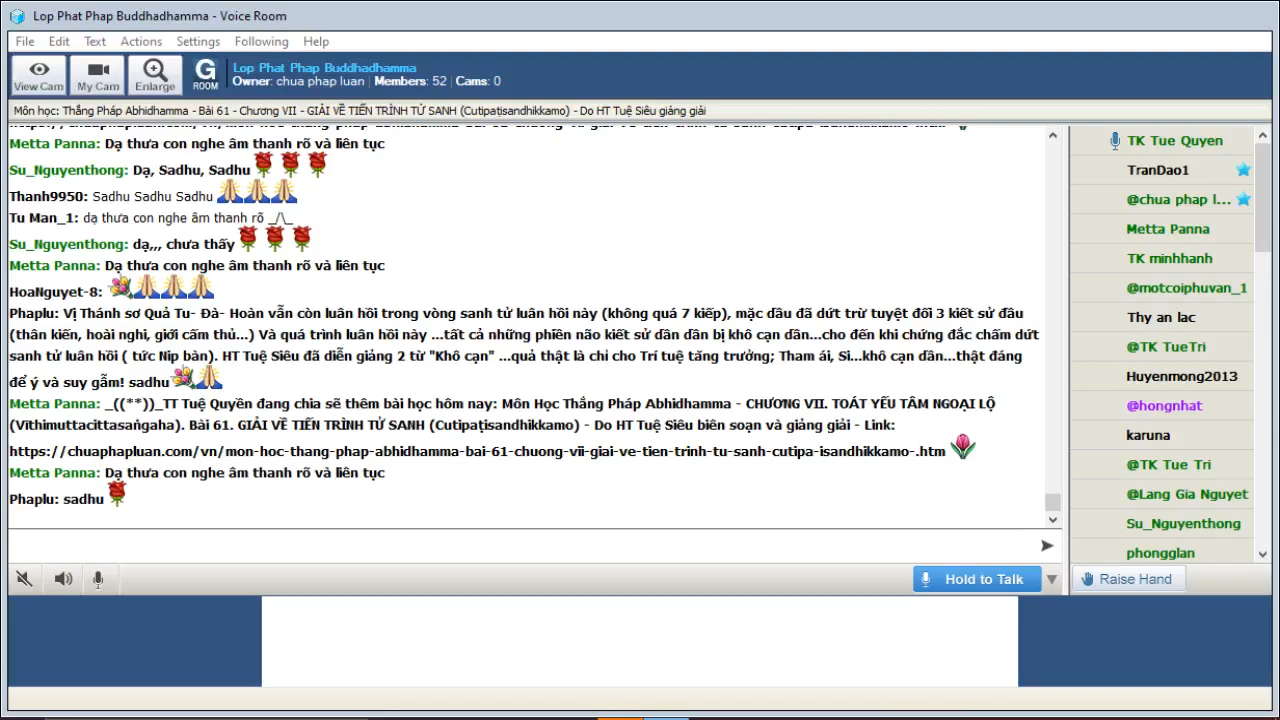 Lop Phat Phap Buddhadhamma - Voice Room
File Edit Text Actions Settings Following Help
View Cam My Cam Enlarge G ROOM
Lop Phat Phap Buddhadhamma
Owner: chua phap luan | Members: 52 | Cams: 0
Môn học: Thắng Pháp Abhidhamma - Bài 61 - Chương VII - GIẢI VỀ TIẾN TRÌNH TỬ SANH (Cutipaṭisandhikkamo) - Do HT Tuệ Siêu giảng giải
Metta Panna: Dạ thưa con nghe âm thanh rõ và liên tục
Su_Nguyenthong: Dạ, Sadhu, Sadhu
Thanh9950: Sadhu Sadhu Sadhu
Tu Man_1: dạ thưa con nghe âm thanh rõ _/\_
Su_Nguyenthong: dạ,,, chưa thấy
Metta Panna: Dạ thưa con nghe âm thanh rõ và liên tục
HoaNguyet-8:
Phaplu: Vị Thánh sơ Quả Tu- Đà- Hoàn vẫn còn luân hồi trong vòng sanh tử luân hồi này (không quá 7 kiếp), mặc dầu đã dứt trừ tuyệt đối 3 kiết sử đầu
(thân kiến, hoài nghi, giới cấm thủ...) Và quá trình luân hồi này ...tất cả những phiền não kiết sử dần dần bị khô cạn dần...cho đến khi chứng đắc chấm dứt
sanh tử luân hồi ( tức Nip bàn). HT Tuệ Siêu đã diễn giảng 2 từ "Khô cạn" ...quả thật là chỉ cho Trí tuệ tăng trưởng; Tham ái, Si...khô cạn dần...thật đáng
để ý và suy gẫm! sadhu
Metta Panna: _((**))_TT Tuệ Quyền đang chia sẽ thêm bài học hôm nay: Môn Học Thắng Pháp Abhidhamma - CHƯƠNG VII. TOÁT YẾU TÂM NGOẠI LỘ
(Vīthimuttacittasaṅgaha). Bài 61. GIẢI VỀ TIẾN TRÌNH TỬ SANH (Cutipaṭisandhikkamo) - Do HT Tuệ Siêu biên soạn và giảng giải - Link:
https://chuaphapluan.com/vn/mon-hoc-thang-phap-abhidhamma-bai-61-chuong-vii-giai-ve-tien-trinh-tu-sanh-cutipa-isandhikkamo-.htm
Metta Panna: Dạ thưa con nghe âm thanh rõ và liên tục
Phaplu: sadhu
Hold to Talk
TK Tue Quyen
TranDao1
@chua phap l...
Metta Panna
TK minhhanh
@motcoiphuvan_1
Thy an lac
@TK TueTri
Huyenmong2013
@hongnhat
karuna
@TK Tue Tri
@Lang Gia Nguyet
Su_Nguyenthong
phongglan
Raise Hand